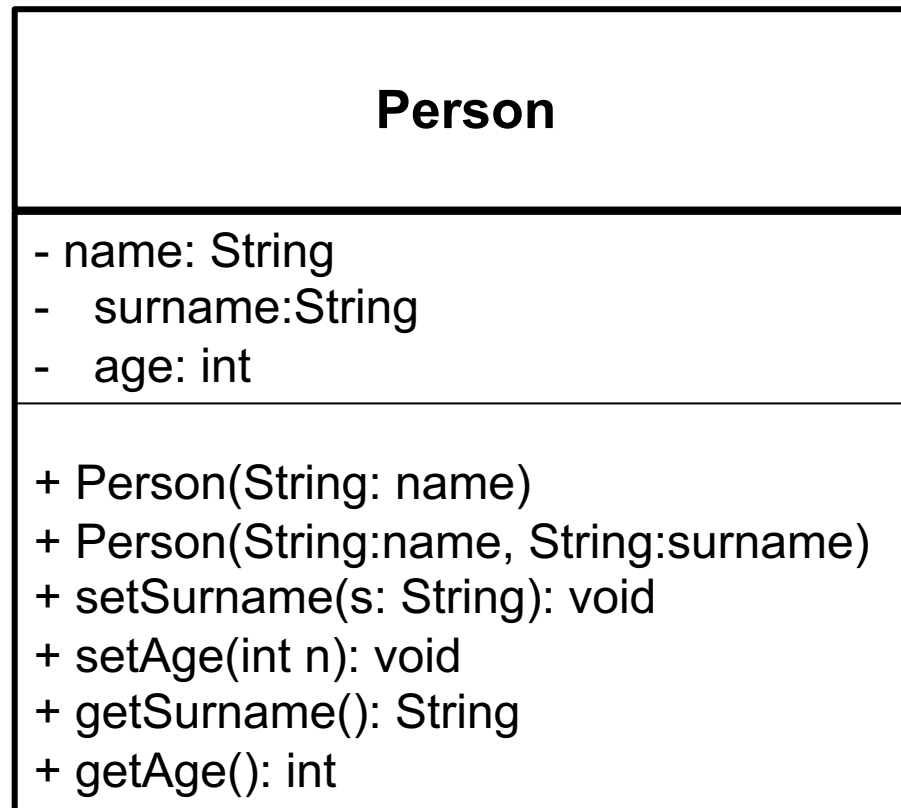 Person
- name: String
- surname:String
- age: int
+ Person(String: name)
+ Person(String:name, String:surname)
+ setSurname(s: String): void
+ setAge(int n): void
+ getSurname(): String
+ getAge(): int